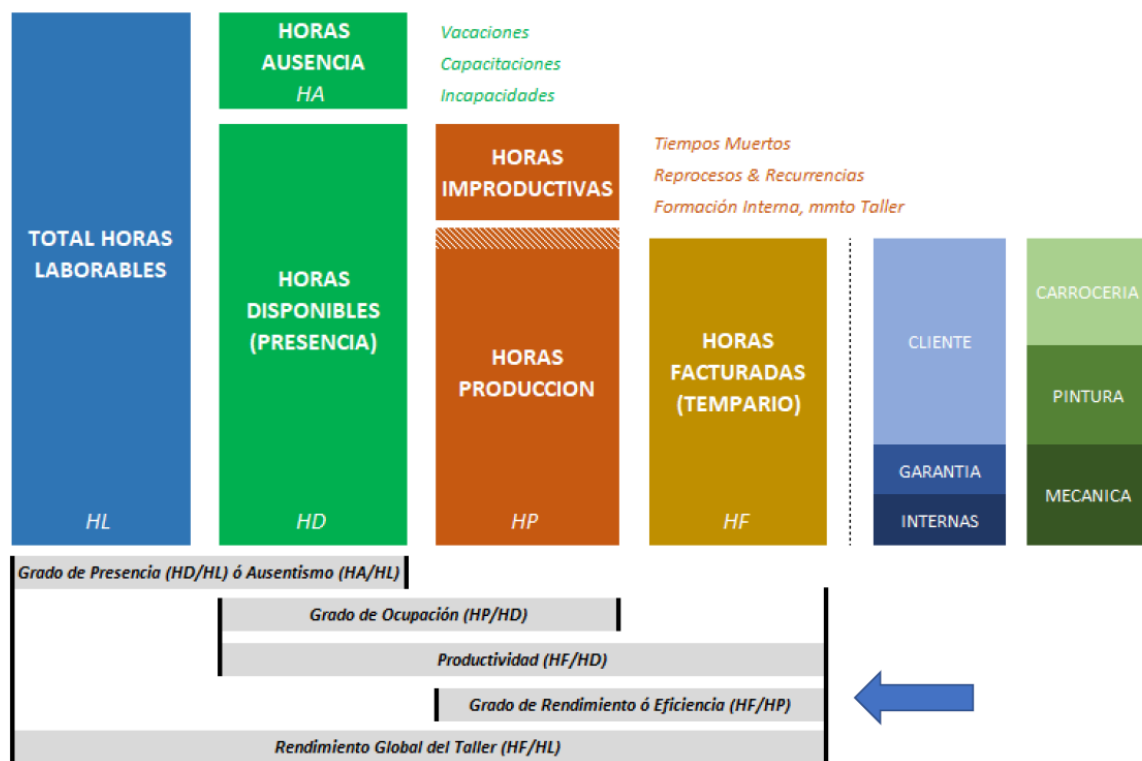 HORAS
AUSENCIA
HA
Vacaciones
Capacitaciones
Incapacidades
HORAS
IMPRODUCTIVAS
Tiempos Muertos
Reprocesos & Recurrencias
Formación Interna, mmto Taller
TOTAL HORAS
LABORABLES
HL
HORAS
DISPONIBLES
(PRESENCIA)
HD
HORAS
PRODUCCION
HP
HORAS
FACTURADAS
(TEMPARIO)
HF
CLIENTE
GARANTIA
INTERNAS
CARROCERIA
PINTURA
MECANICA
Grado de Presencia (HD/HL) ó Ausentismo (HA/HL)
Grado de Ocupación (HP/HD)
Productividad (HF/HD)
Grado de Rendimiento ó Eficiencia (HF/HP)
Rendimiento Global del Taller (HF/HL)